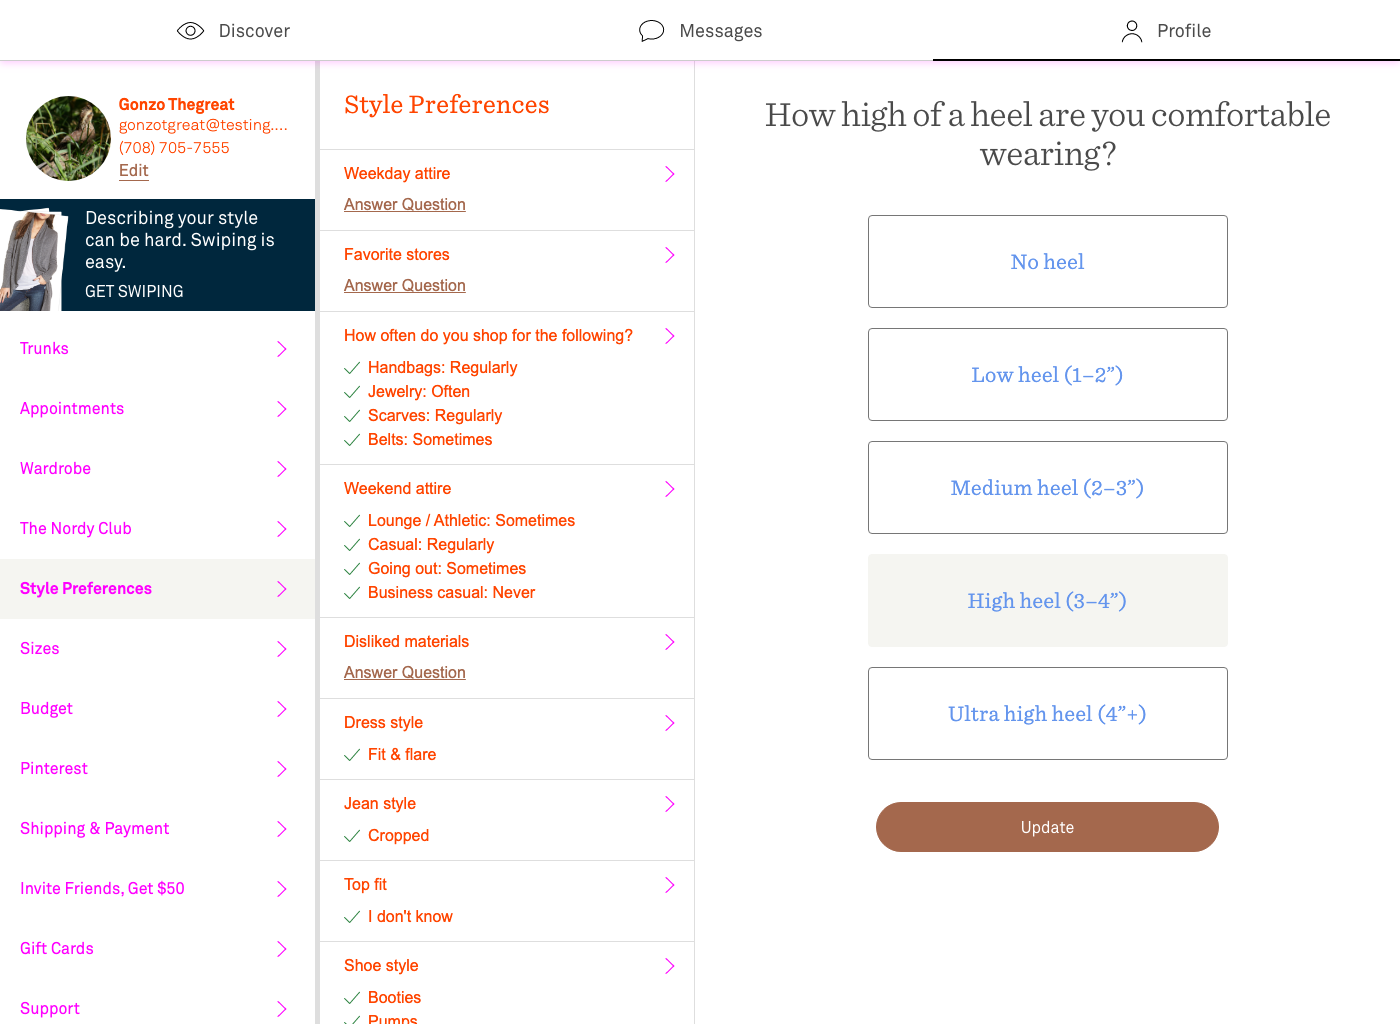 Discover
Messages
Profile
Gonzo Thegreat
gonzotgreat@testing....
(708) 705-7555
Edit
Describing your style
can be hard. Swiping is
easy.
GET SWIPING
Trunks
Appointments
Wardrobe
The Nordy Club
Style Preferences
Sizes
Budget
Pinterest
Shipping & Payment
Invite Friends, Get $50
Gift Cards
Support
Style Preferences
Weekday attire
Answer Question
Favorite stores
Answer Question
How often do you shop for the following?
Handbags: Regularly
Jewelry: Often
Scarves: Regularly
Belts: Sometimes
Weekend attire
Lounge / Athletic: Sometimes
Casual: Regularly
Going out: Sometimes
Business casual: Never
Disliked materials
Answer Question
Dress style
Fit & flare
Jean style
Cropped
Top fit
I don't know
Shoe style
Booties
Pumps
How high of a heel are you comfortable
wearing?
No heel
Low heel (1–2”)
Medium heel (2–3”)
High heel (3–4”)
Ultra high heel (4”+)
Update